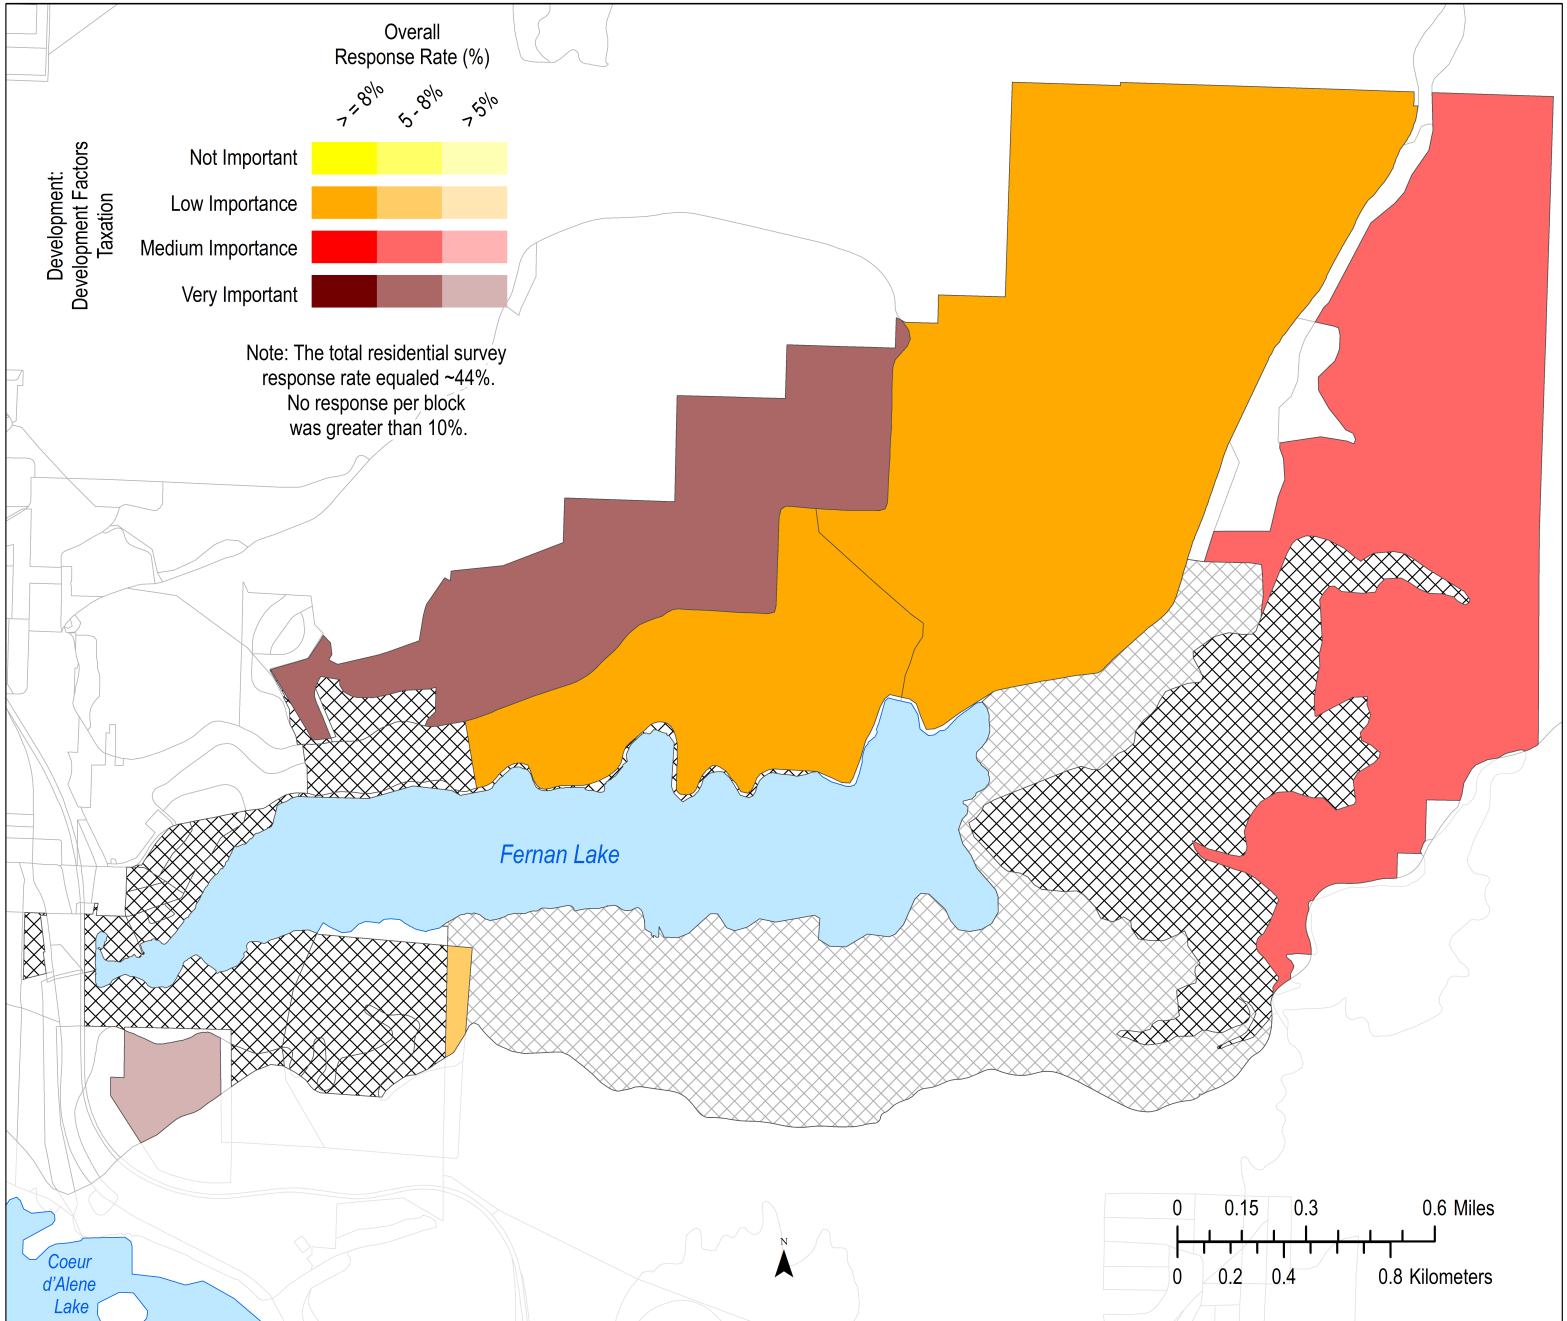 Overall
Response Rate (%)
> = 8%
5 - 8%
> 5%
Development:
Development Factors
Taxation
Not Important
Low Importance
Medium Importance
Very Important
Note: The total residential survey
response rate equaled ~44%.
No response per block
was greater than 10%.
Fernan Lake
Coeur
d'Alene
Lake
N
0 0.15 0.3 0.6 Miles
0 0.2 0.4 0.8 Kilometers